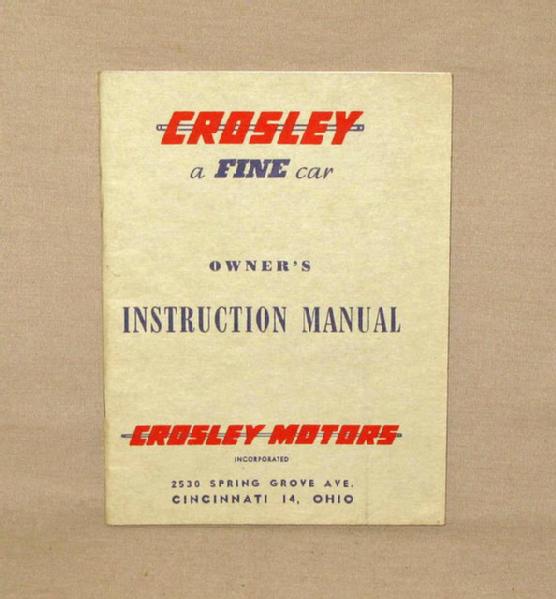 CROSLEY
a FINE car
OWNER'S
INSTRUCTION MANUAL
CROSLEY MOTORS
INCORPORATED
2530 SPRING GROVE AVE.
CINCINNATI 14, OHIO